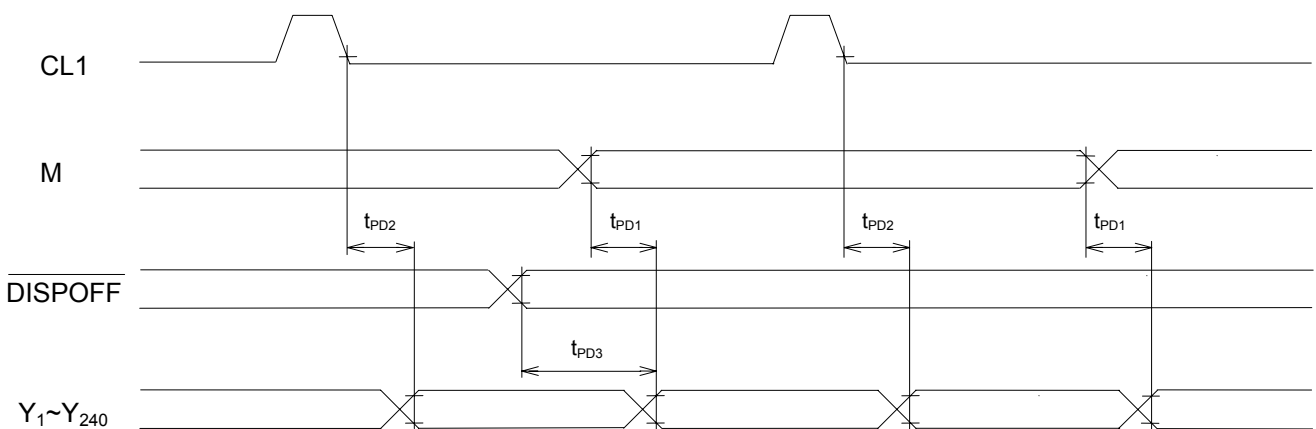 CL1
M
tPD2 tPD1 tPD2 tPD1
DISPOFF
tPD3
Y1~Y240